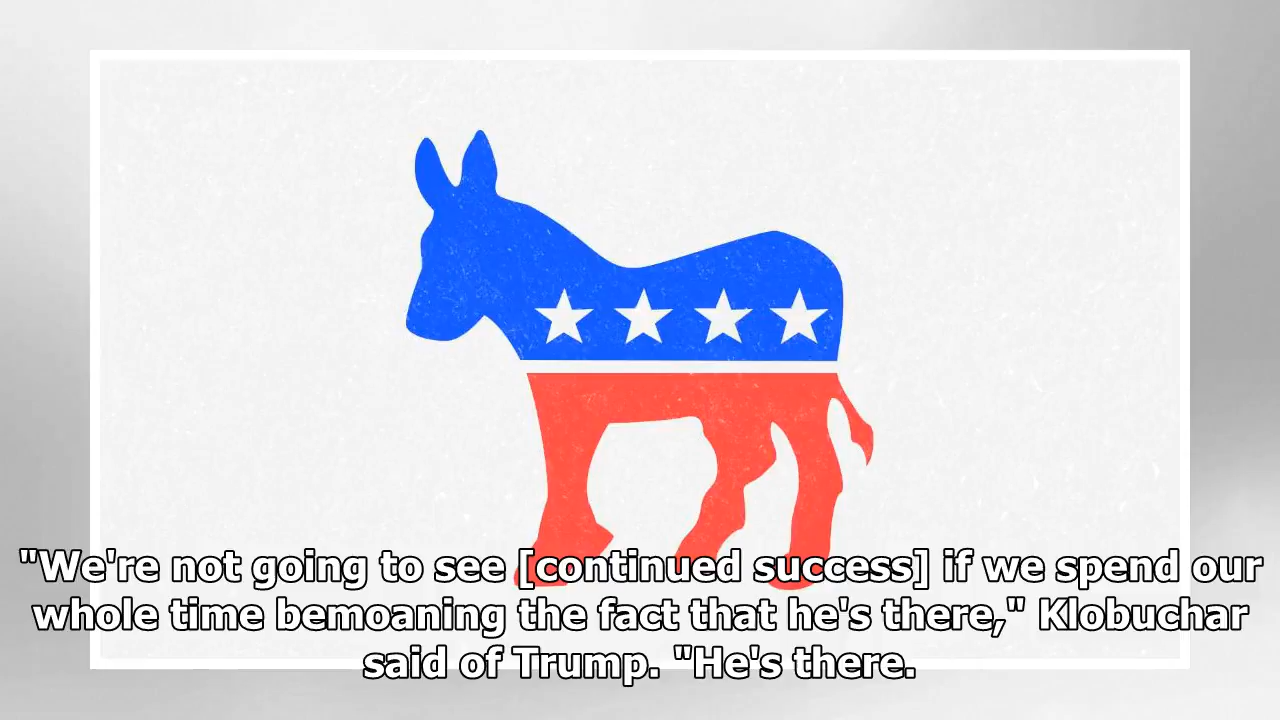 "We're not going to see [continued success] if we spend our
whole time bemoaning the fact that he's there," Klobuchar
said of Trump. "He's there.